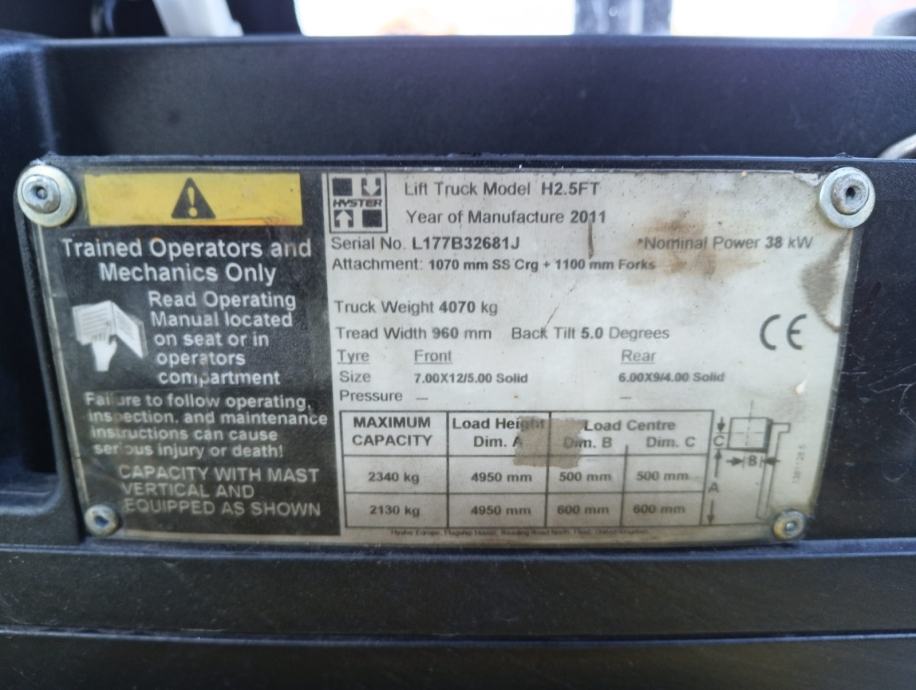 Trained Operators and
Mechanics Only
Read Operating
Manual located
on seat or in
operators
compartment
Failure to follow operating,
inspection, and maintenance
instructions can cause
serious injury or death!
CAPACITY WITH MAST
VERTICAL AND
EQUIPPED AS SHOWN
HYSTER
Lift Truck Model H2.5FT
Year of Manufacture 2011
Serial No. L177B32681J *Nominal Power 38 kW
Attachment: 1070 mm SS Crg + 1100 mm Forks
Truck Weight 4070 kg
Tread Width 960 mm Back Tilt 5.0 Degrees
CE
Tyre Front Rear
Size 7.00X12/5.00 Solid 6.00X9/4.00 Solid
Pressure — —
MAXIMUM Load Height Load Centre
CAPACITY Dim. A Dim. B Dim. C
2340 kg 4950 mm 500 mm 500 mm
2130 kg 4950 mm 600 mm 600 mm
C
B
A